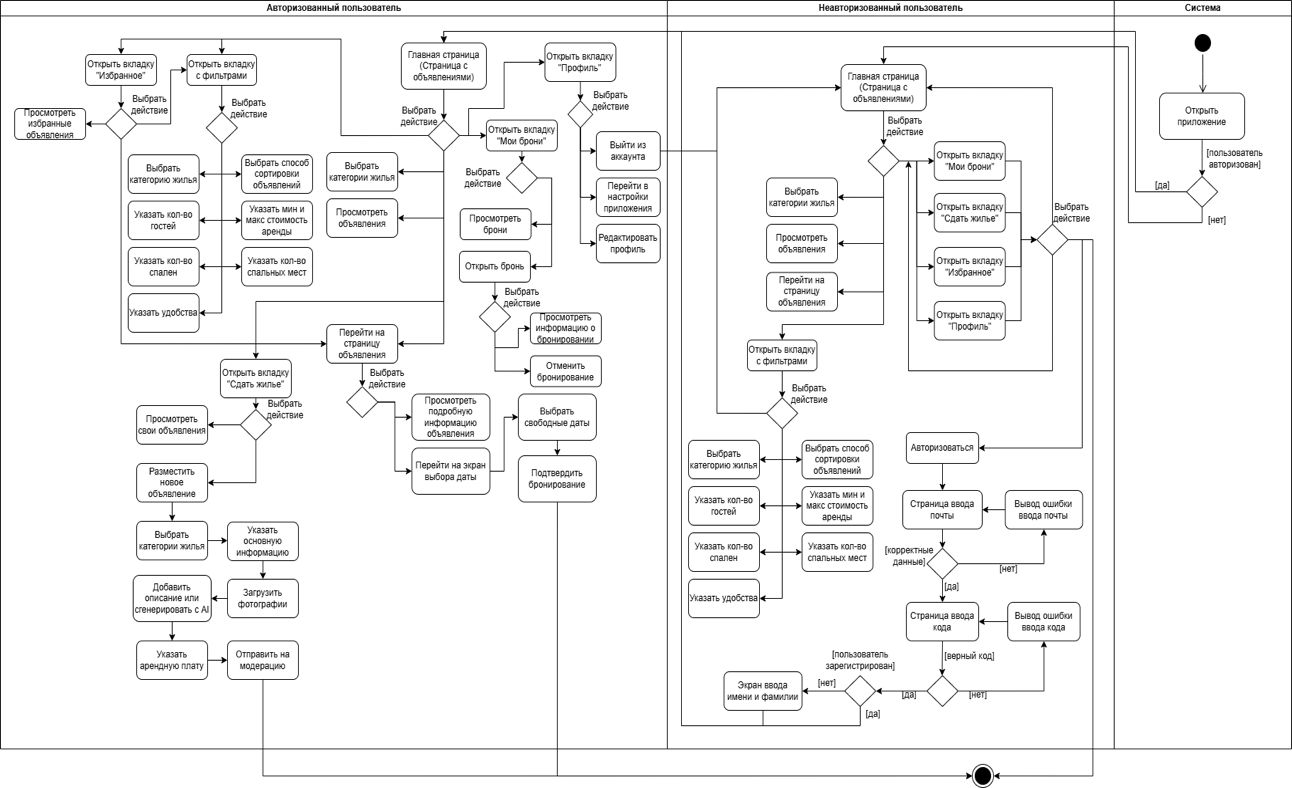 Авторизованный пользователь
Неавторизованный пользователь
Система
Открыть вкладку
"Избранное"
Открыть вкладку
с фильтрами
Главная страница
(Страница с
объявлениями)
Открыть вкладку
"Профиль"
Выбрать
действие
Выбрать
действие
Выбрать
действие
Выбрать
действие
Просмотреть
избранные
объявления
Открыть вкладку
"Мои брони"
Выбрать
действие
Выйти из
аккаунта
Перейти в
настройки
приложения
Редактировать
профиль
Выбрать
категорию жилья
Выбрать способ
сортировки
объявлений
Указать кол-во
гостей
Указать мин и
макс стоимость
аренды
Указать кол-во
спален
Указать кол-во
спальных мест
Указать удобства
Выбрать
категории жилья
Просмотреть
объявления
Просмотреть
брони
Открыть бронь
Выбрать
действие
Просмотреть
информацию о
бронировании
Отменить
бронирование
Перейти на
страницу
объявления
Выбрать
действие
Открыть вкладку
"Сдать жилье"
Выбрать
действие
Просмотреть
свои объявления
Просмотреть
подробную
информацию
объявления
Перейти на экран
выбора даты
Выбрать
свободные даты
Подтвердить
бронирование
Разместить
новое
объявление
Выбрать
категории жилья
Указать
основную
информацию
Загрузить
фотографии
Добавить
описание или
сгенерировать с AI
Указать
арендную плату
Отправить на
модерацию
Главная страница
(Страница с
объявлениями)
Выбрать
действие
Выбрать
категории жилья
Просмотреть
объявления
Перейти на
страницу
объявления
Открыть вкладку
"Мои брони"
Открыть вкладку
"Сдать жилье"
Открыть вкладку
"Избранное"
Открыть вкладку
"Профиль"
Выбрать
действие
Открыть вкладку
с фильтрами
Выбрать
действие
Выбрать
категорию жилья
Выбрать способ
сортировки
объявлений
Указать кол-во
гостей
Указать мин и
макс стоимость
аренды
Указать кол-во
спален
Указать кол-во
спальных мест
Указать удобства
Авторизоваться
Страница ввода
почты
Вывод ошибки
ввода почты
[корректные
данные]
[нет]
[да]
Страница ввода
кода
Вывод ошибки
ввода кода
[верный код]
[нет]
[да]
[пользователь
зарегистрирован]
[нет]
[да]
Экран ввода
имени и фамилии
Открыть
приложение
[пользователь
авторизован]
[да]
[нет]